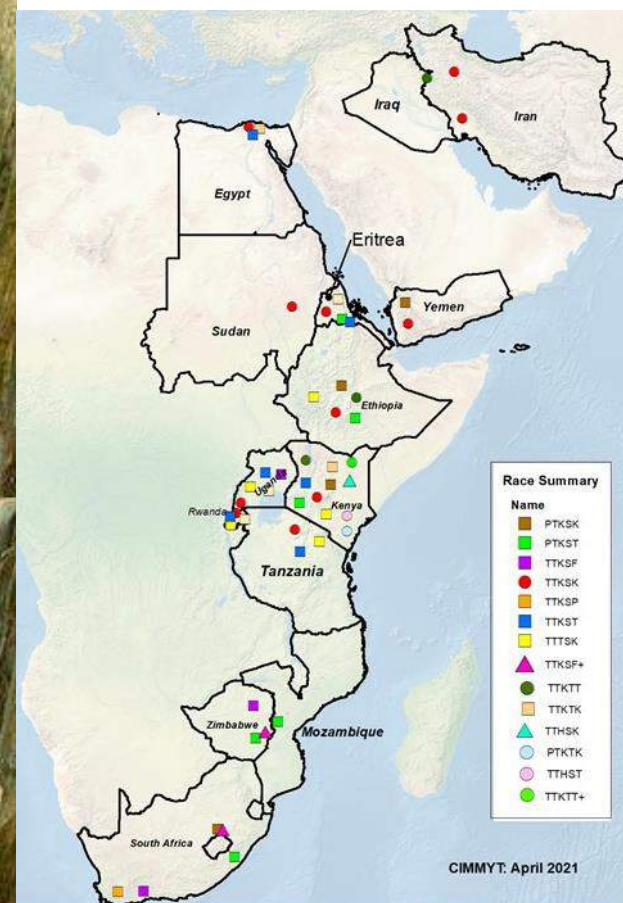 Iraq
Iran
Egypt
Eritrea
Sudan
Yemen
Ethiopia
Uganda
Rwanda
Kenya
Tanzania
Zimbabwe
Mozambique
South Africa
Race Summary
Name
PTKSK
PTKST
TTKSF
TTKSK
TTKSP
TTKST
TTTSK
TTKSF+
TTKTT
TTKTK
TTHSK
PTKTK
TTHST
TTKTT+
CIMMYT: April 2021